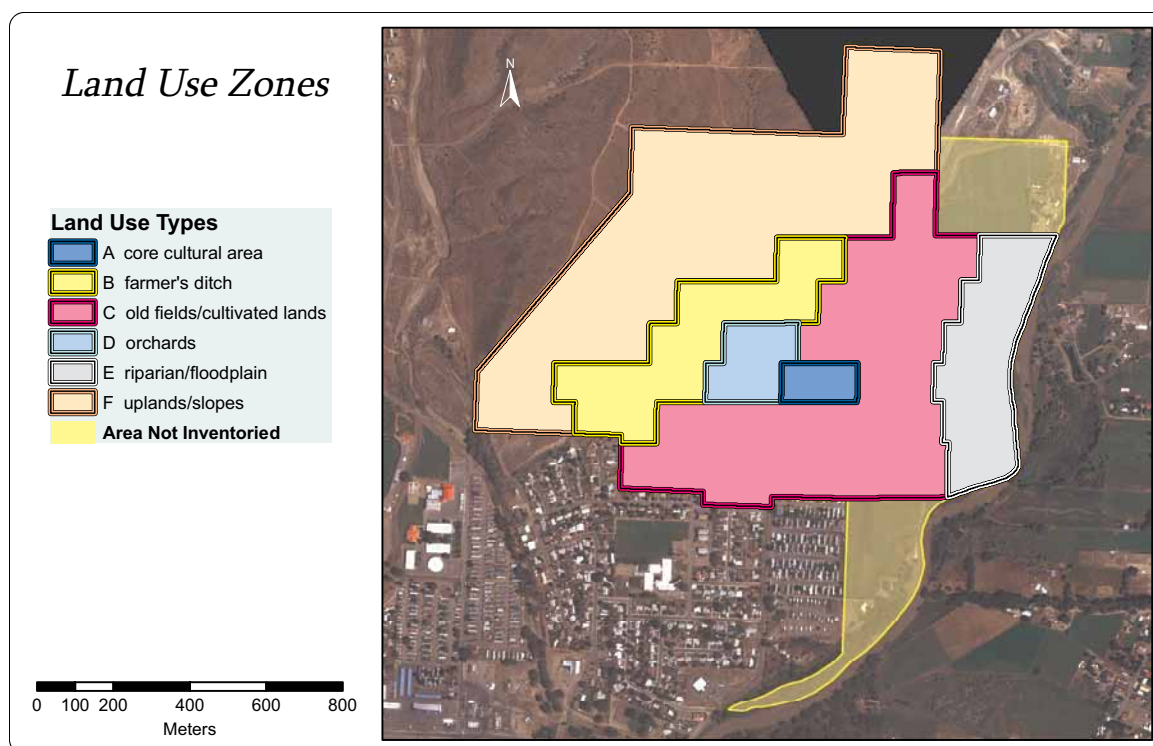 Land Use Zones
N
Land Use Types
A core cultural area
B farmer's ditch
C old fields/cultivated lands
D orchards
E riparian/floodplain
F uplands/slopes
Area Not Inventoried
0 100 200 400 600 800
Meters